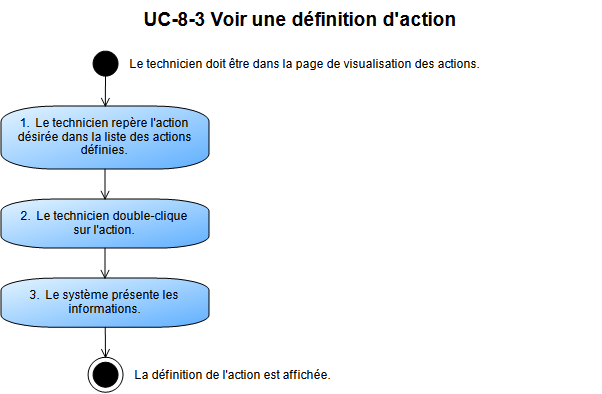 UC-8-3 Voir une définition d'action
Le technicien doit être dans la page de visualisation des actions.
1. Le technicien repère l'action
désirée dans la liste des actions
définies.
2. Le technicien double-clique
sur l'action.
3. Le système présente les
informations.
La définition de l'action est affichée.